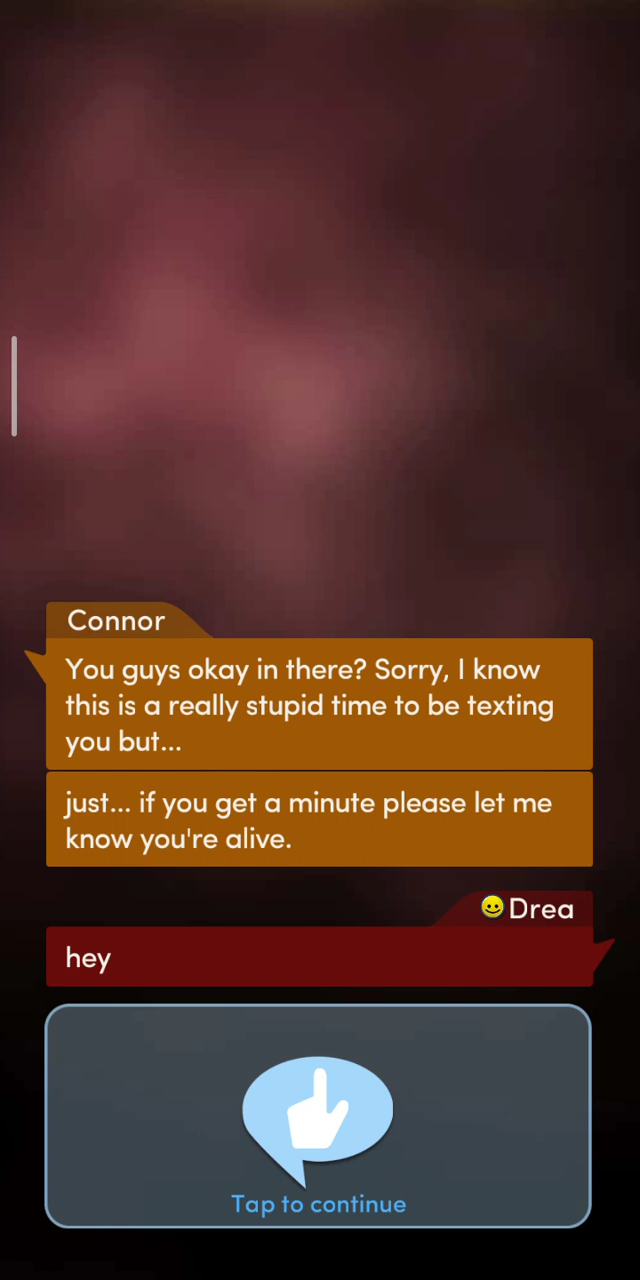 Connor
You guys okay in there? Sorry, I know
this is a really stupid time to be texting
you but...
just... if you get a minute please let me
know you're alive.
Drea
hey
Tap to continue